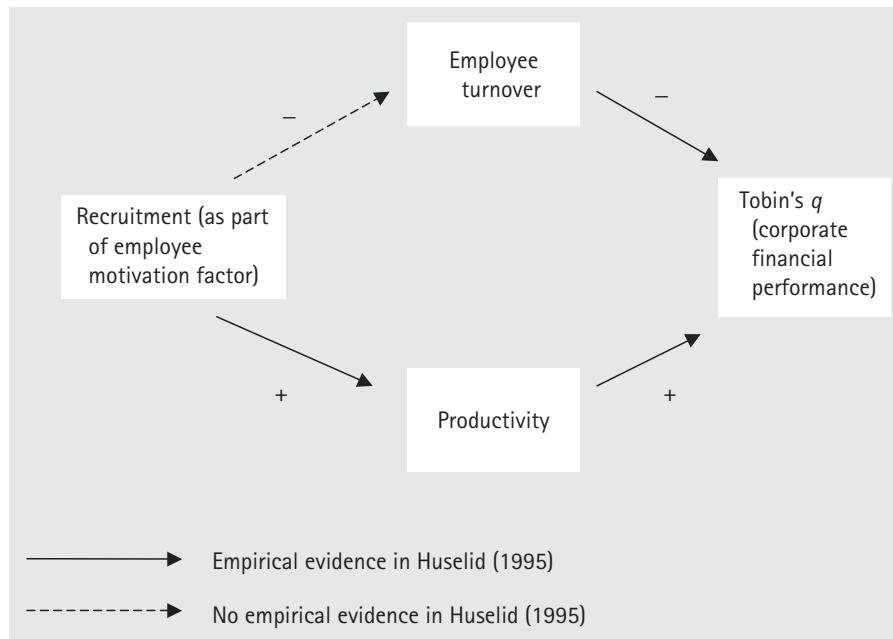 Employee
turnover
–
–
Recruitment (as part
of employee
motivation factor)
Tobin's q
(corporate
financial
performance)
+
+
Productivity
Empirical evidence in Huselid (1995)
No empirical evidence in Huselid (1995)